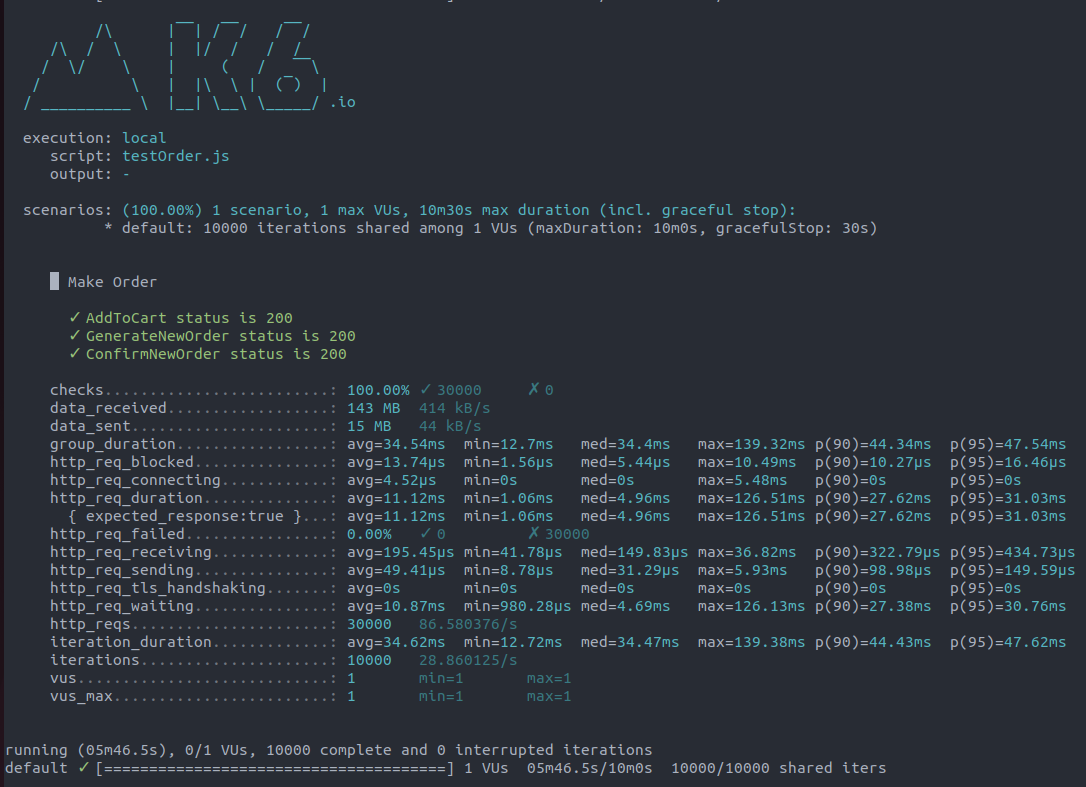 .io
execution: local
script: testOrder.js
output: -
scenarios: (100.00%) 1 scenario, 1 max VUs, 10m30s max duration (incl. graceful stop):
* default: 10000 iterations shared among 1 VUs (maxDuration: 10m0s, gracefulStop: 30s)
█ Make Order
✓ AddToCart status is 200
✓ GenerateNewOrder status is 200
✓ ConfirmNewOrder status is 200
checks.........................: 100.00% ✓ 30000 ✗ 0
data_received..................: 143 MB 414 kB/s
data_sent......................: 15 MB 44 kB/s
group_duration.................: avg=34.54ms min=12.7ms med=34.4ms max=139.32ms p(90)=44.34ms p(95)=47.54ms
http_req_blocked...............: avg=13.74µs min=1.56µs med=5.44µs max=10.49ms p(90)=10.27µs p(95)=16.46µs
http_req_connecting............: avg=4.52µs min=0s med=0s max=5.48ms p(90)=0s p(95)=0s
http_req_duration..............: avg=11.12ms min=1.06ms med=4.96ms max=126.51ms p(90)=27.62ms p(95)=31.03ms
{ expected_response:true }...: avg=11.12ms min=1.06ms med=4.96ms max=126.51ms p(90)=27.62ms p(95)=31.03ms
http_req_failed................: 0.00% ✓ 0 ✗ 30000
http_req_receiving.............: avg=195.45µs min=41.78µs med=149.83µs max=36.82ms p(90)=322.79µs p(95)=434.73µs
http_req_sending...............: avg=49.41µs min=8.78µs med=31.29µs max=5.93ms p(90)=98.98µs p(95)=149.59µs
http_req_tls_handshaking.......: avg=0s min=0s med=0s max=0s p(90)=0s p(95)=0s
http_req_waiting...............: avg=10.87ms min=980.28µs med=4.69ms max=126.13ms p(90)=27.38ms p(95)=30.76ms
http_reqs......................: 30000 86.580376/s
iteration_duration.............: avg=34.62ms min=12.72ms med=34.47ms max=139.38ms p(90)=44.43ms p(95)=47.62ms
iterations.....................: 10000 28.860125/s
vus............................: 1 min=1 max=1
vus_max........................: 1 min=1 max=1
running (05m46.5s), 0/1 VUs, 10000 complete and 0 interrupted iterations
default ✓ [======================================] 1 VUs 05m46.5s/10m0s 10000/10000 shared iters